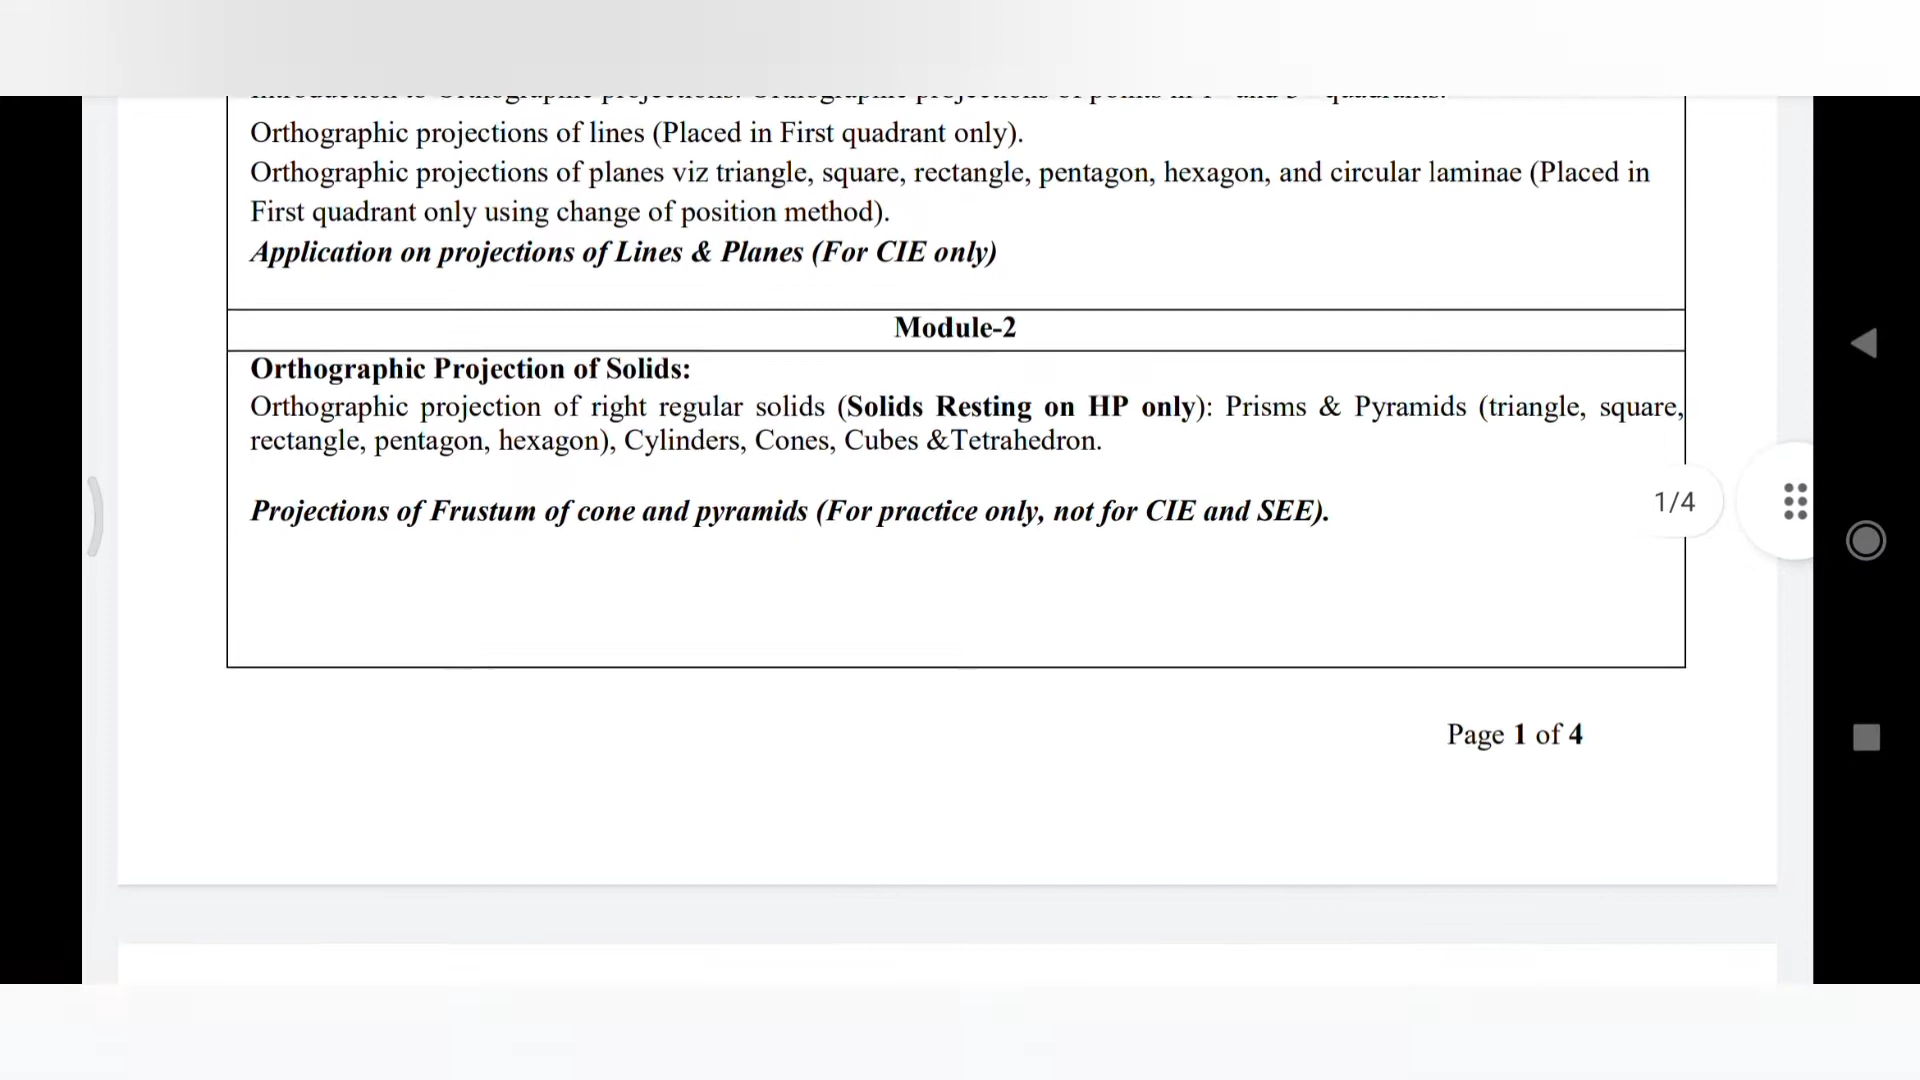 Orthographic projections of lines (Placed in First quadrant only).
Orthographic projections of planes viz triangle, square, rectangle, pentagon, hexagon, and circular laminae (Placed in
First quadrant only using change of position method).
Application on projections of Lines & Planes (For CIE only)
Module-2
Orthographic Projection of Solids:
Orthographic projection of right regular solids (Solids Resting on HP only): Prisms & Pyramids (triangle, square,
rectangle, pentagon, hexagon), Cylinders, Cones, Cubes &Tetrahedron.
Projections of Frustum of cone and pyramids (For practice only, not for CIE and SEE).
1/4
Page 1 of 4